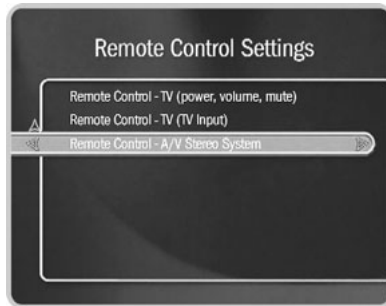 Remote Control Settings
Remote Control - TV (power, volume, mute)
Remote Control - TV (TV Input)
Remote Control - A/V Stereo System